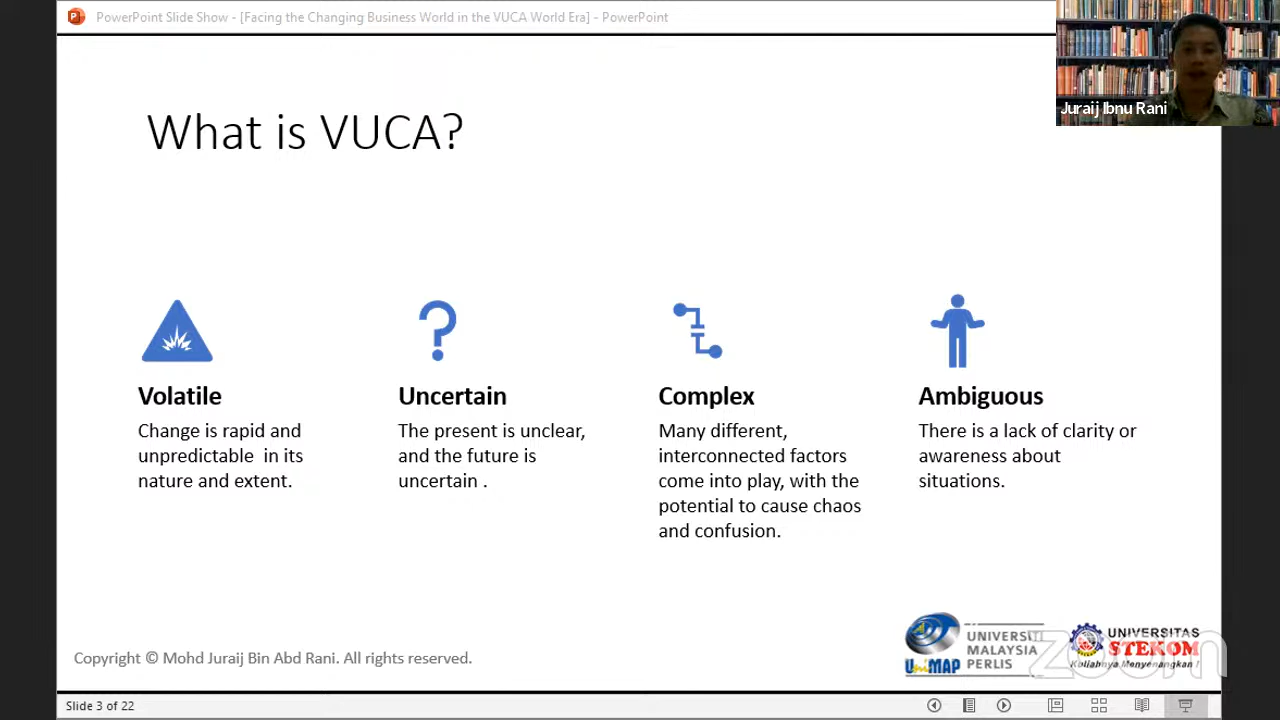 PowerPoint Slide Show - [Facing the Changing Business World in the VUCA World Era] - PowerPoint
Juraij Ibnu Rani
What is VUCA?
Volatile
Change is rapid and
unpredictable in its
nature and extent.
Uncertain
The present is unclear,
and the future is
uncertain .
Complex
Many different,
interconnected factors
come into play, with the
potential to cause chaos
and confusion.
Ambiguous
There is a lack of clarity or
awareness about
situations.
Copyright © Mohd Juraij Bin Abd Rani. All rights reserved.
UniMAP
UNIVERSITI
MALAYSIA
PERLIS
UNIVERSITAS
STEKOM
Kuliahnya Menyenangkan !
zoom
Slide 3 of 22